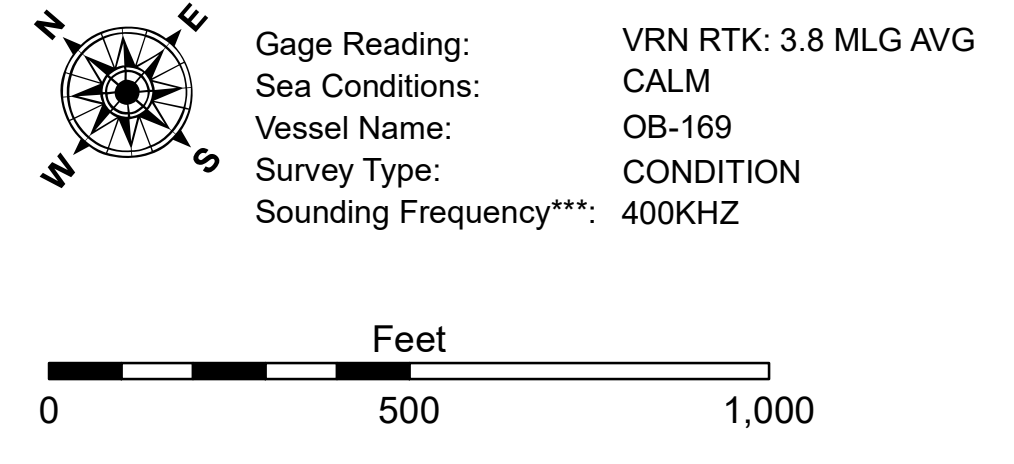 N E
W S
Gage Reading: VRN RTK: 3.8 MLG AVG
Sea Conditions: CALM
Vessel Name: OB-169
Survey Type: CONDITION
Sounding Frequency***: 400KHZ
Feet
0 500 1,000